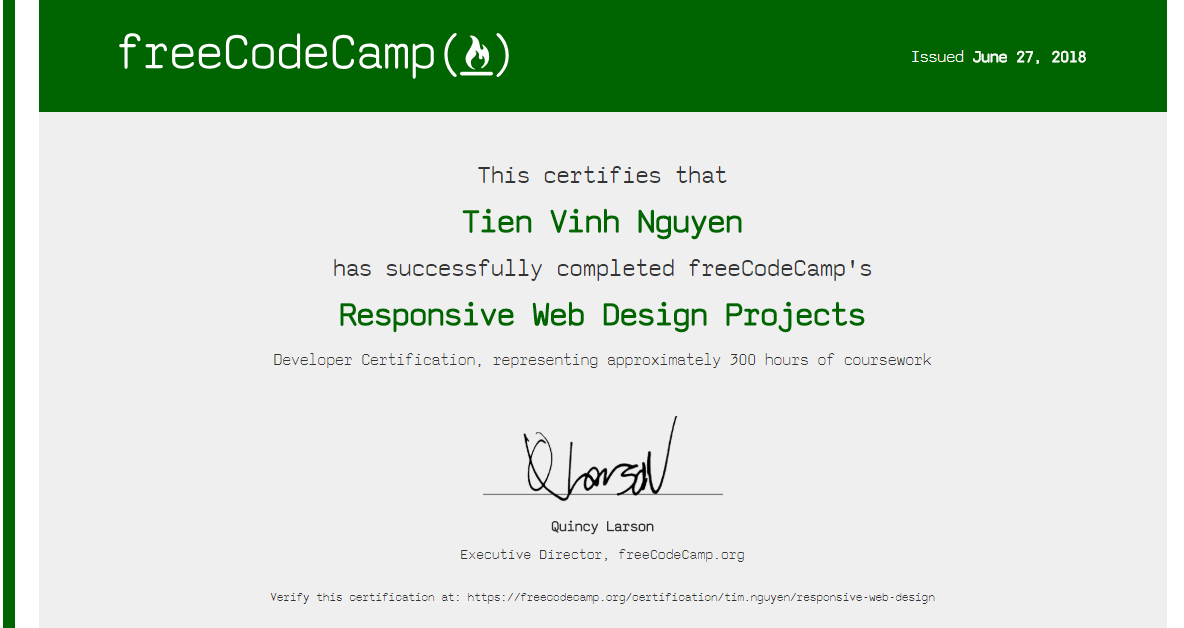 freeCodeCamp(🔥)
Issued June 27, 2018
This certifies that
Tien Vinh Nguyen
has successfully completed freeCodeCamp's
Responsive Web Design Projects
Developer Certification, representing approximately 300 hours of coursework
Q Larson
Quincy Larson
Executive Director, freeCodeCamp.org
Verify this certification at: https://freecodecamp.org/certification/tim.nguyen/responsive-web-design